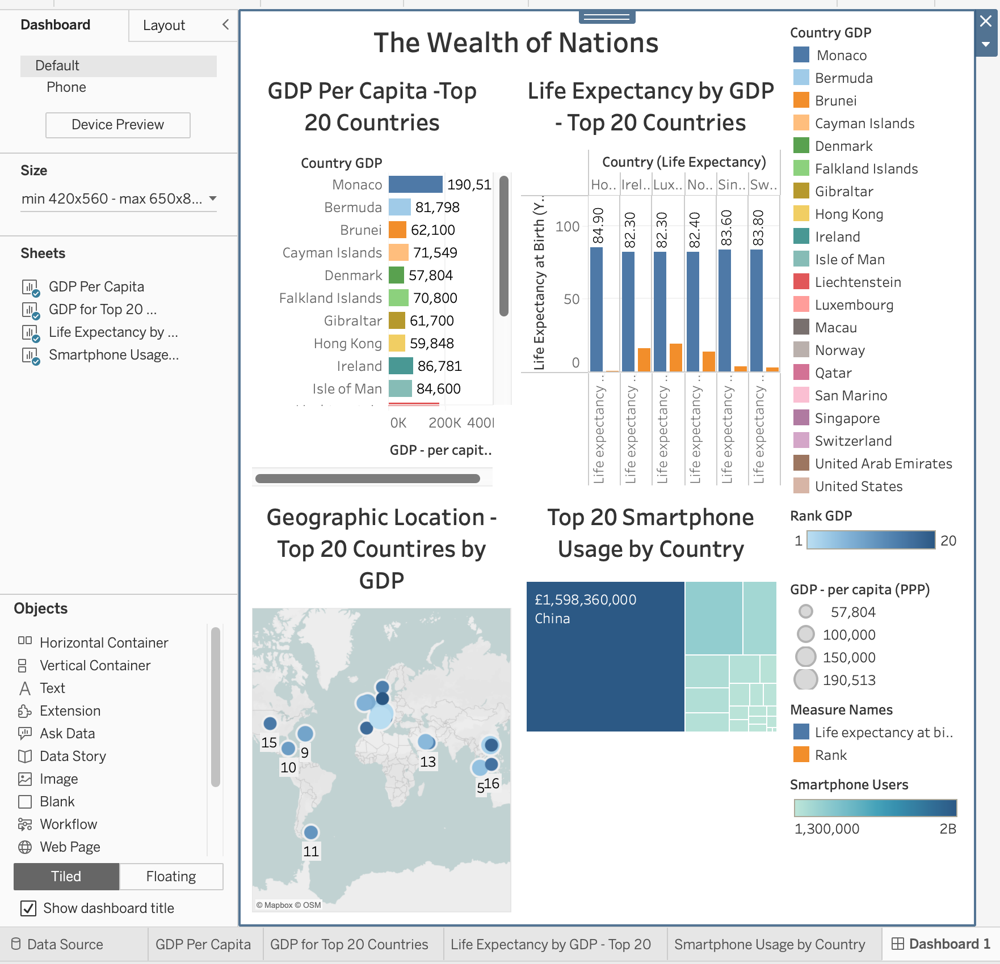 Dashboard
Layout
Default
Phone
Device Preview
Size
min 420x560 - max 650x8...
Sheets
GDP Per Capita
GDP for Top 20 ...
Life Expectancy by ...
Smartphone Usage...
Objects
Horizontal Container
Vertical Container
Text
Extension
Ask Data
Data Story
Image
Blank
Workflow
Web Page
Tiled
Floating
Show dashboard title
The Wealth of Nations
GDP Per Capita -Top
20 Countries
Country GDP
Monaco 190,51
Bermuda 81,798
Brunei 62,100
Cayman Islands 71,549
Denmark 57,804
Falkland Islands 70,800
Gibraltar 61,700
Hong Kong 59,848
Ireland 86,781
Isle of Man 84,600
0K 200K 400
GDP - per capit..
Life Expectancy by GDP
- Top 20 Countries
Country (Life Expectancy)
Ho.. Irel.. Lux.. No.. Sin.. Sw..
Life Expectancy at Birth (Y..
100
50
0
84.90
82.30
82.30
82.40
83.60
83.80
Life expectancy ..
Life expectancy ..
Life expectancy ..
Life expectancy ..
Life expectancy ..
Life expectancy ..
Geographic Location -
Top 20 Countires by
GDP
15
9
10
13
5
16
11
© Mapbox © OSM
Top 20 Smartphone
Usage by Country
£1,598,360,000
China
Country GDP
Monaco
Bermuda
Brunei
Cayman Islands
Denmark
Falkland Islands
Gibraltar
Hong Kong
Ireland
Isle of Man
Liechtenstein
Luxembourg
Macau
Norway
Qatar
San Marino
Singapore
Switzerland
United Arab Emirates
United States
Rank GDP
1 20
GDP - per capita (PPP)
57,804
100,000
150,000
190,513
Measure Names
Life expectancy at bi..
Rank
Smartphone Users
1,300,000 2B
Data Source
GDP Per Capita
GDP for Top 20 Countries
Life Expectancy by GDP - Top 20
Smartphone Usage by Country
Dashboard 1